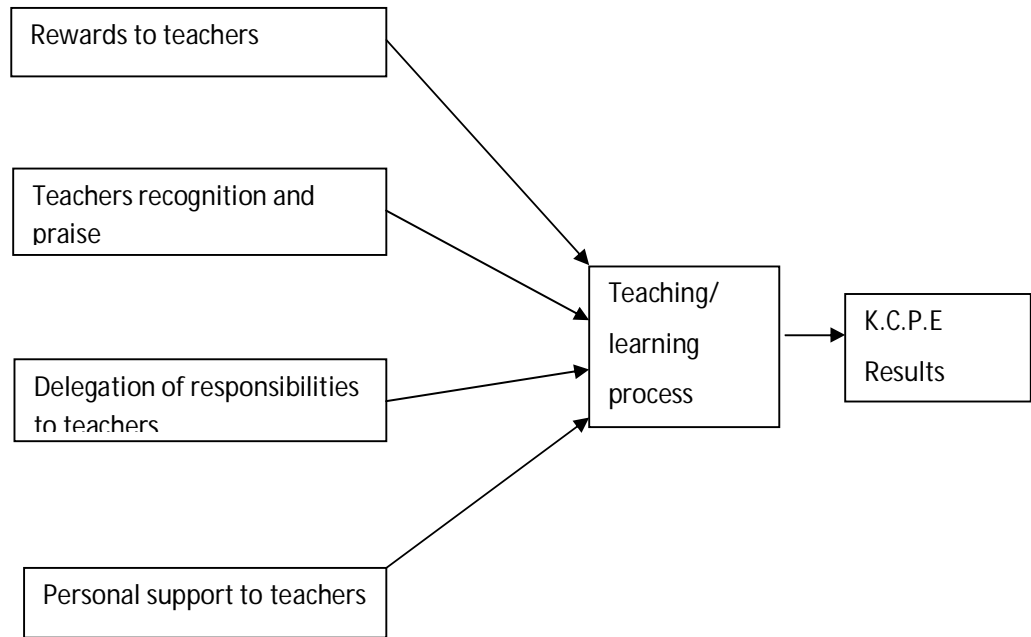 Rewards to teachers
Teachers recognition and
praise
Teaching/
learning
process
K.C.P.E
Results
Delegation of responsibilities
to teachers
Personal support to teachers